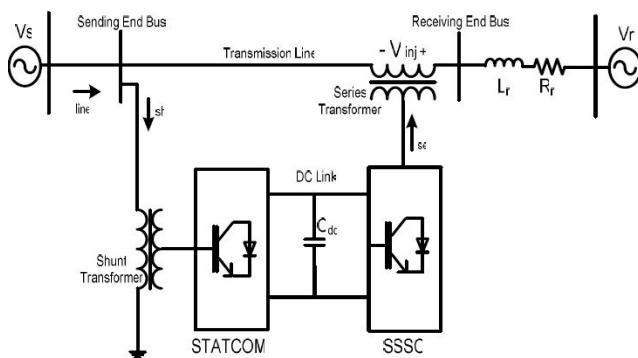 Vs
Sending End Bus
Transmission Line
- V inj +
Receiving End Bus
Vr
line
sh
Series
Transformer
Lr
Rr
se
DC Link
Cdc
Shunt
Transformer
STATCOM
SSSC